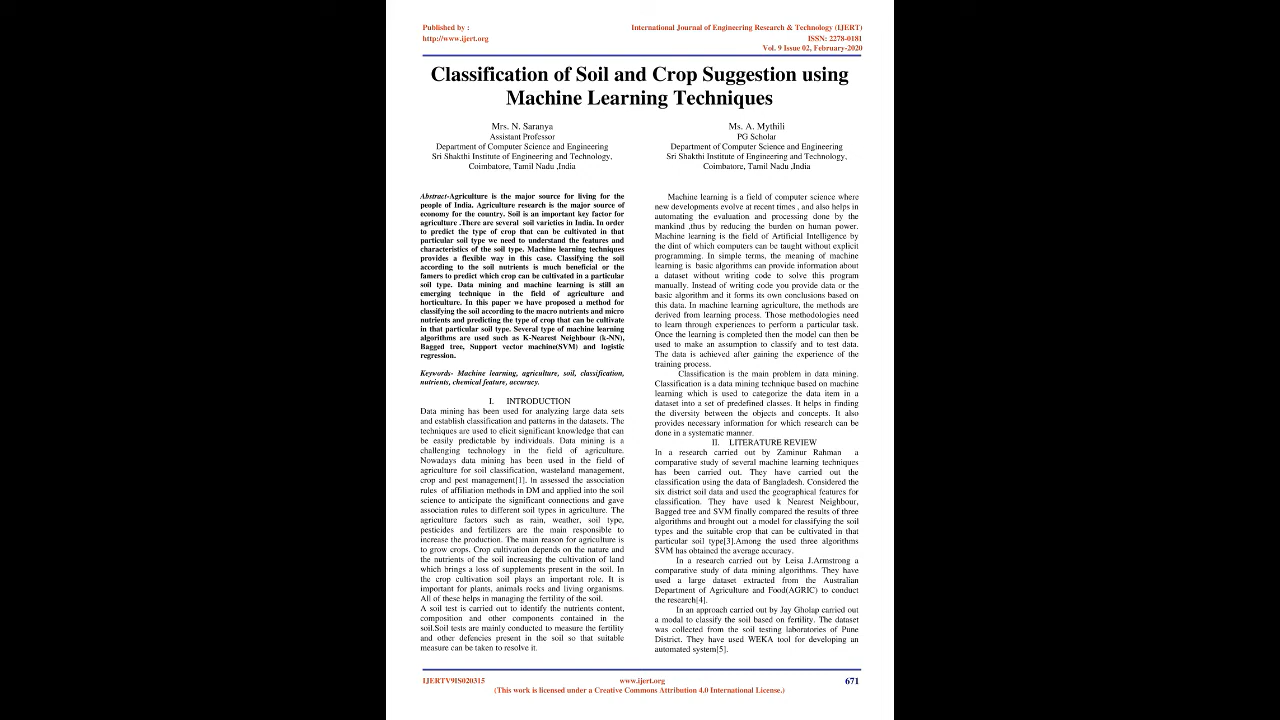 Published by :
http://www.ijert.org
International Journal of Engineering Research & Technology (IJERT)
ISSN: 2278-0181
Vol. 9 Issue 02, February-2020
Classification of Soil and Crop Suggestion using
Machine Learning Techniques
Mrs. N. Saranya
Assistant Professor
Department of Computer Science and Engineering
Sri Shakthi Institute of Engineering and Technology,
Coimbatore, Tamil Nadu ,India
Ms. A. Mythili
PG Scholar
Department of Computer Science and Engineering
Sri Shakthi Institute of Engineering and Technology,
Coimbatore, Tamil Nadu ,India
Abstract-Agriculture is the major source for living for the
people of India. Agriculture research is the major source of
economy for the country. Soil is an important key factor for
agriculture .There are several soil varieties in India. In order
to predict the type of crop that can be cultivated in that
particular soil type we need to understand the features and
characteristics of the soil type. Machine learning techniques
provides a flexible way in this case. Classifying the soil
according to the soil nutrients is much beneficial or the
famers to predict which crop can be cultivated in a particular
soil type. Data mining and machine learning is still an
emerging technique in the field of agriculture and
horticulture. In this paper we have proposed a method for
classifying the soil according to the macro nutrients and micro
nutrients and predicting the type of crop that can be cultivate
in that particular soil type. Several type of machine learning
algorithms are used such as K-Nearest Neighbour (k-NN),
Bagged tree, Support vector machine(SVM) and logistic
regression.
Keywords- Machine learning, agriculture, soil, classification,
nutrients, chemical feature, accuracy.
I. INTRODUCTION
Data mining has been used for analyzing large data sets
and establish classification and patterns in the datasets. The
techniques are used to elicit significant knowledge that can
be easily predictable by individuals. Data mining is a
challenging technology in the field of agriculture.
Nowadays data mining has been used in the field of
agriculture for soil classification, wasteland management,
crop and pest management[1]. In assessed the association
rules of affiliation methods in DM and applied into the soil
science to anticipate the significant connections and gave
association rules to different soil types in agriculture. The
agriculture factors such as rain, weather, soil type,
pesticides and fertilizers are the main responsible to
increase the production. The main reason for agriculture is
to grow crops. Crop cultivation depends on the nature and
the nutrients of the soil increasing the cultivation of land
which brings a loss of supplements present in the soil. In
the crop cultivation soil plays an important role. It is
important for plants, animals rocks and living organisms.
All of these helps in managing the fertility of the soil.
A soil test is carried out to identify the nutrients content,
composition and other components contained in the
soil.Soil tests are mainly conducted to measure the fertility
and other defencies present in the soil so that suitable
measure can be taken to resolve it.
Machine learning is a field of computer science where
new developments evolve at recent times , and also helps in
automating the evaluation and processing done by the
mankind ,thus by reducing the burden on human power.
Machine learning is the field of Artificial Intelligence by
the dint of which computers can be taught without explicit
programming. In simple terms, the meaning of machine
learning is basic algorithms can provide information about
a dataset without writing code to solve this program
manually. Instead of writing code you provide data or the
basic algorithm and it forms its own conclusions based on
this data. In machine learning agriculture, the methods are
derived from learning process. Those methodologies need
to learn through experiences to perform a particular task.
Once the learning is completed then the model can then be
used to make an assumption to classify and to test data.
The data is achieved after gaining the experience of the
training process.
Classification is the main problem in data mining.
Classification is a data mining technique based on machine
learning which is used to categorize the data item in a
dataset into a set of predefined classes. It helps in finding
the diversity between the objects and concepts. It also
provides necessary information for which research can be
done in a systematic manner.
II. LITERATURE REVIEW
In a research carried out by Zaminur Rahman a
comparative study of several machine learning techniques
has been carried out. They have carried out the
classification using the data of Bangladesh. Considered the
six district soil data and used the geographical features for
classification. They have used k Nearest Neighbour,
Bagged tree and SVM finally compared the results of three
algorithms and brought out a model for classifying the soil
types and the suitable crop that can be cultivated in that
particular soil type[3].Among the used three algorithms
SVM has obtained the average accuracy.
In a research carried out by Leisa J.Armstrong a
comparative study of data mining algorithms. They have
used a large dataset extracted from the Australian
Department of Agriculture and Food(AGRIC) to conduct
the research[4].
In an approach carried out by Jay Gholap carried out
a modal to classify the soil based on fertility. The dataset
was collected from the soil testing laboratories of Pune
District. They have used WEKA tool for developing an
automated system[5].
IJERTV9IS020315
www.ijert.org
671
(This work is licensed under a Creative Commons Attribution 4.0 International License.)